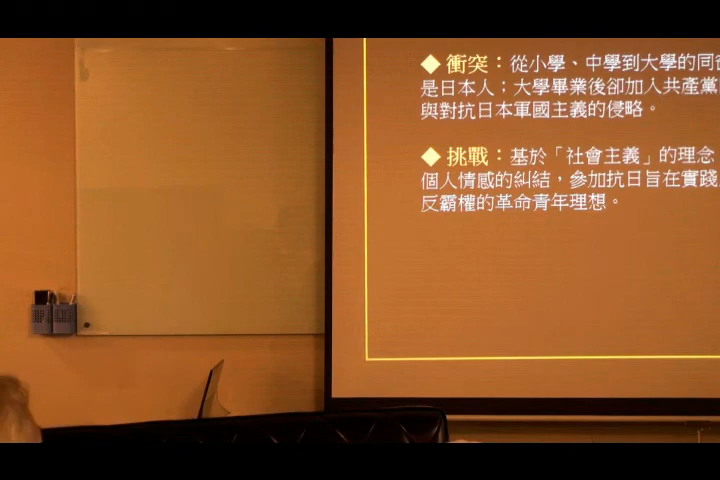 ◆ 衝突：從小學、中學到大學的同
是日本人；大學畢業後卻加入共產黨
與對抗日本軍國主義的侵略。
◆ 挑戰：基於「社會主義」的理念
個人情感的糾結，參加抗日旨在實踐
反霸權的革命青年理想。